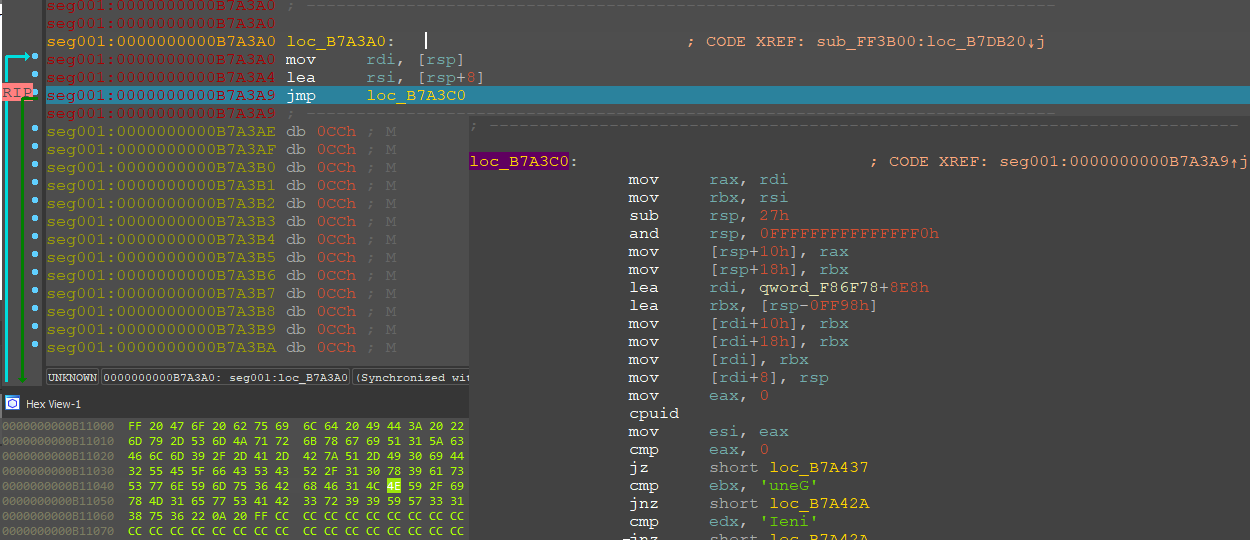 seg001:0000000000B7A3A0 ; ---------------------------------------------------------------------------
seg001:0000000000B7A3A0
seg001:0000000000B7A3A0 loc_B7A3A0: ; CODE XREF: sub_FF3B00:loc_B7DB20↓j
seg001:0000000000B7A3A0 mov rdi, [rsp]
seg001:0000000000B7A3A4 lea rsi, [rsp+8]
RIP seg001:0000000000B7A3A9 jmp loc_B7A3C0
seg001:0000000000B7A3A9 ; ---------------------------------------------------------------------------
seg001:0000000000B7A3AE db 0CCh ; M
seg001:0000000000B7A3AF db 0CCh ; M
seg001:0000000000B7A3B0 db 0CCh ; M
seg001:0000000000B7A3B1 db 0CCh ; M
seg001:0000000000B7A3B2 db 0CCh ; M
seg001:0000000000B7A3B3 db 0CCh ; M
seg001:0000000000B7A3B4 db 0CCh ; M
seg001:0000000000B7A3B5 db 0CCh ; M
seg001:0000000000B7A3B6 db 0CCh ; M
seg001:0000000000B7A3B7 db 0CCh ; M
seg001:0000000000B7A3B8 db 0CCh ; M
seg001:0000000000B7A3B9 db 0CCh ; M
seg001:0000000000B7A3BA db 0CCh ; M
UNKNOWN 0000000000B7A3A0: seg001:loc_B7A3A0 (Synchronized wit
Hex View-1
0000000000B11000 FF 20 47 6F 20 62 75 69 6C 64 20 49 44 3A 20 22
0000000000B11010 6D 79 2D 53 6D 4A 71 72 6B 78 67 69 51 31 5A 63
0000000000B11020 46 6C 6D 39 2F 2D 41 2D 42 7A 51 2D 49 30 69 44
0000000000B11030 32 55 45 5F 66 43 53 43 52 2F 31 30 78 39 61 73
0000000000B11040 53 77 6E 59 6D 75 36 42 68 46 31 4C 4E 59 2F 69
0000000000B11050 78 4D 31 65 77 53 41 42 33 72 39 39 59 57 33 31
0000000000B11060 38 75 36 22 0A 20 FF CC CC CC CC CC CC CC CC CC
0000000000B11070 CC CC CC CC CC CC CC CC CC CC CC CC CC CC CC CC
; ---------------------------------------------------------------------------
loc_B7A3C0: ; CODE XREF: seg001:0000000000B7A3A9↑j
mov rax, rdi
mov rbx, rsi
sub rsp, 27h
and rsp, 0FFFFFFFFFFFFFFF0h
mov [rsp+10h], rax
mov [rsp+18h], rbx
lea rdi, qword_F86F78+8E8h
lea rbx, [rsp-0FF98h]
mov [rdi+10h], rbx
mov [rdi+18h], rbx
mov [rdi], rbx
mov [rdi+8], rsp
mov eax, 0
cpuid
mov esi, eax
cmp eax, 0
jz short loc_B7A437
cmp ebx, 'uneG'
jnz short loc_B7A42A
cmp edx, 'Ieni'
jnz short loc_B7A42A